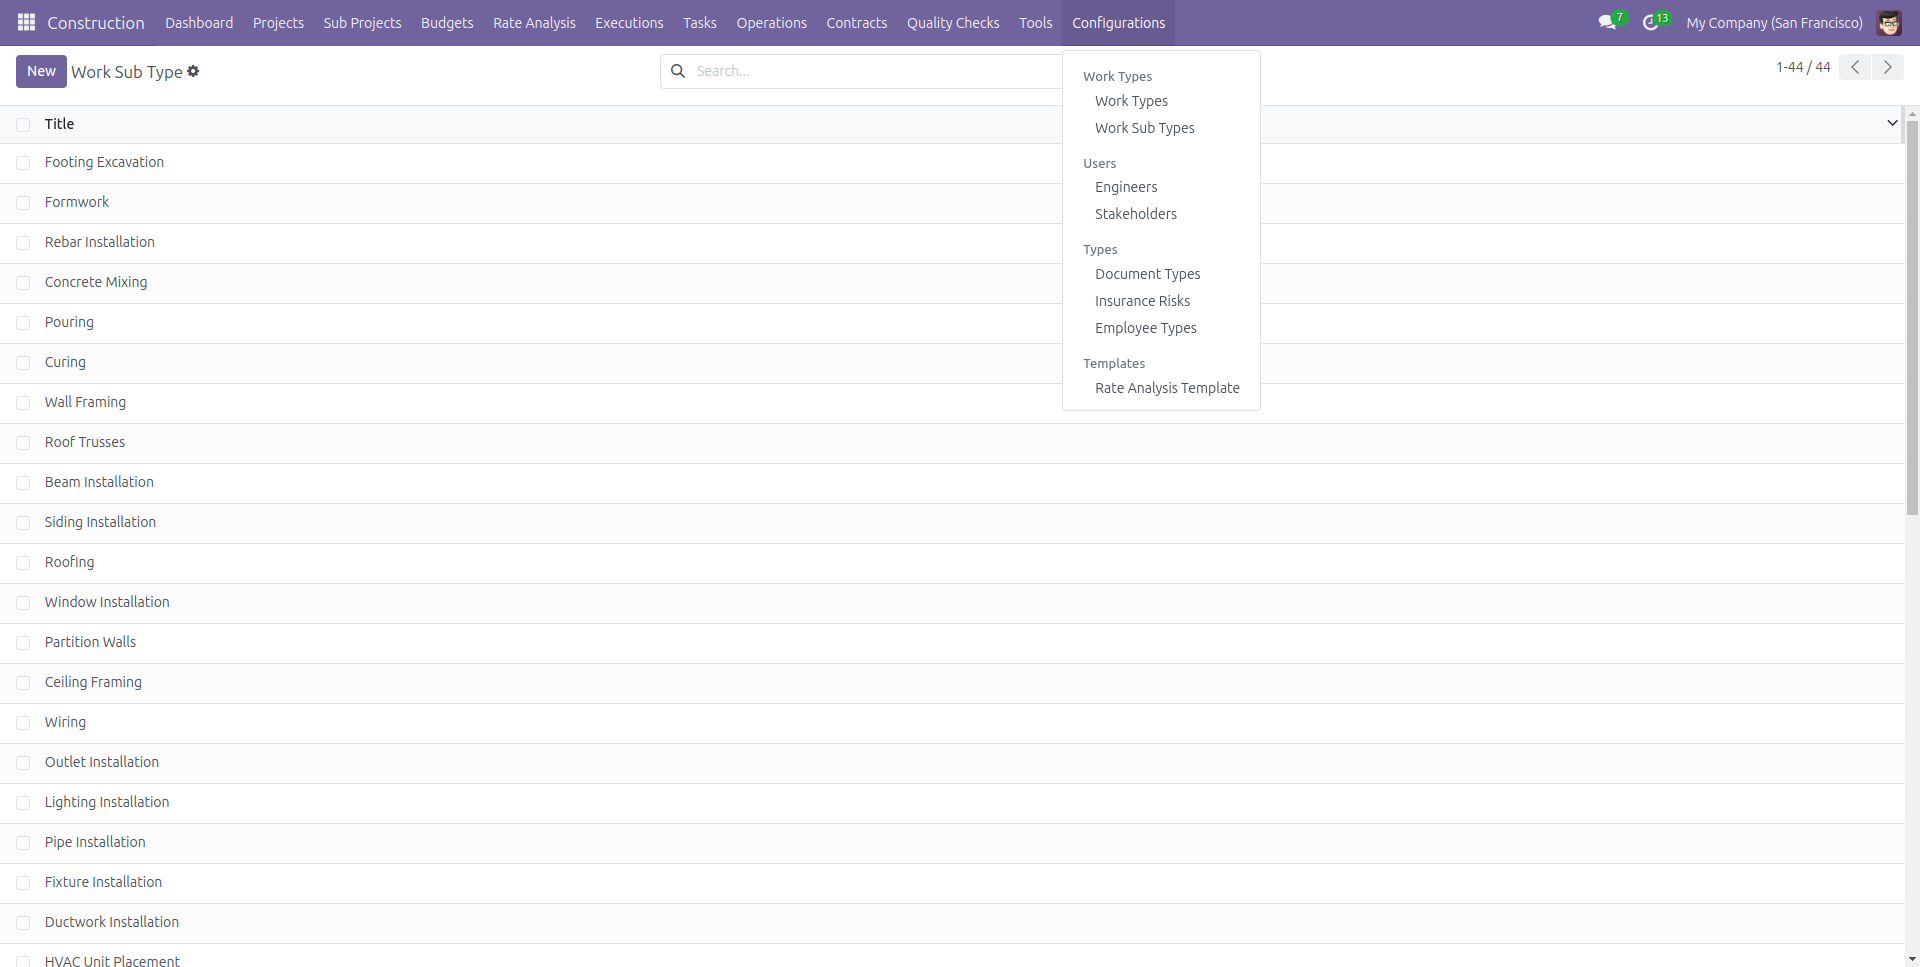 Construction Dashboard Projects Sub Projects Budgets Rate Analysis Executions Tasks Operations Contracts Quality Checks Tools Configurations 7 13 My Company (San Francisco)
New Work Sub Type Search... 1-44 / 44
Work Types
Work Types
Work Sub Types
Users
Engineers
Stakeholders
Types
Document Types
Insurance Risks
Employee Types
Templates
Rate Analysis Template
Title
Footing Excavation
Formwork
Rebar Installation
Concrete Mixing
Pouring
Curing
Wall Framing
Roof Trusses
Beam Installation
Siding Installation
Roofing
Window Installation
Partition Walls
Ceiling Framing
Wiring
Outlet Installation
Lighting Installation
Pipe Installation
Fixture Installation
Ductwork Installation
HVAC Unit Placement